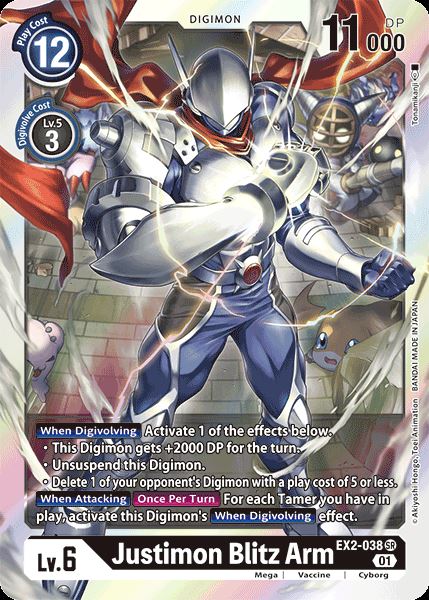 DIGIMON
Play Cost
12
11000
DP
Digivolve Cost
Lv.5
3
Tonamikanji
When Digivolving Activate 1 of the effects below.
・This Digimon gets +2000 DP for the turn.
・Unsuspend this Digimon.
・Delete 1 of your opponent's Digimon with a play cost of 5 or less.
When Attacking Once Per Turn For each Tamer you have in
play, activate this Digimon's When Digivolving effect.
©Akiyoshi Hongo, Toei Animation BANDAI MADE IN JAPAN
Lv.6
Justimon Blitz Arm
EX2-038 SR
01
Mega | Vaccine | Cyborg